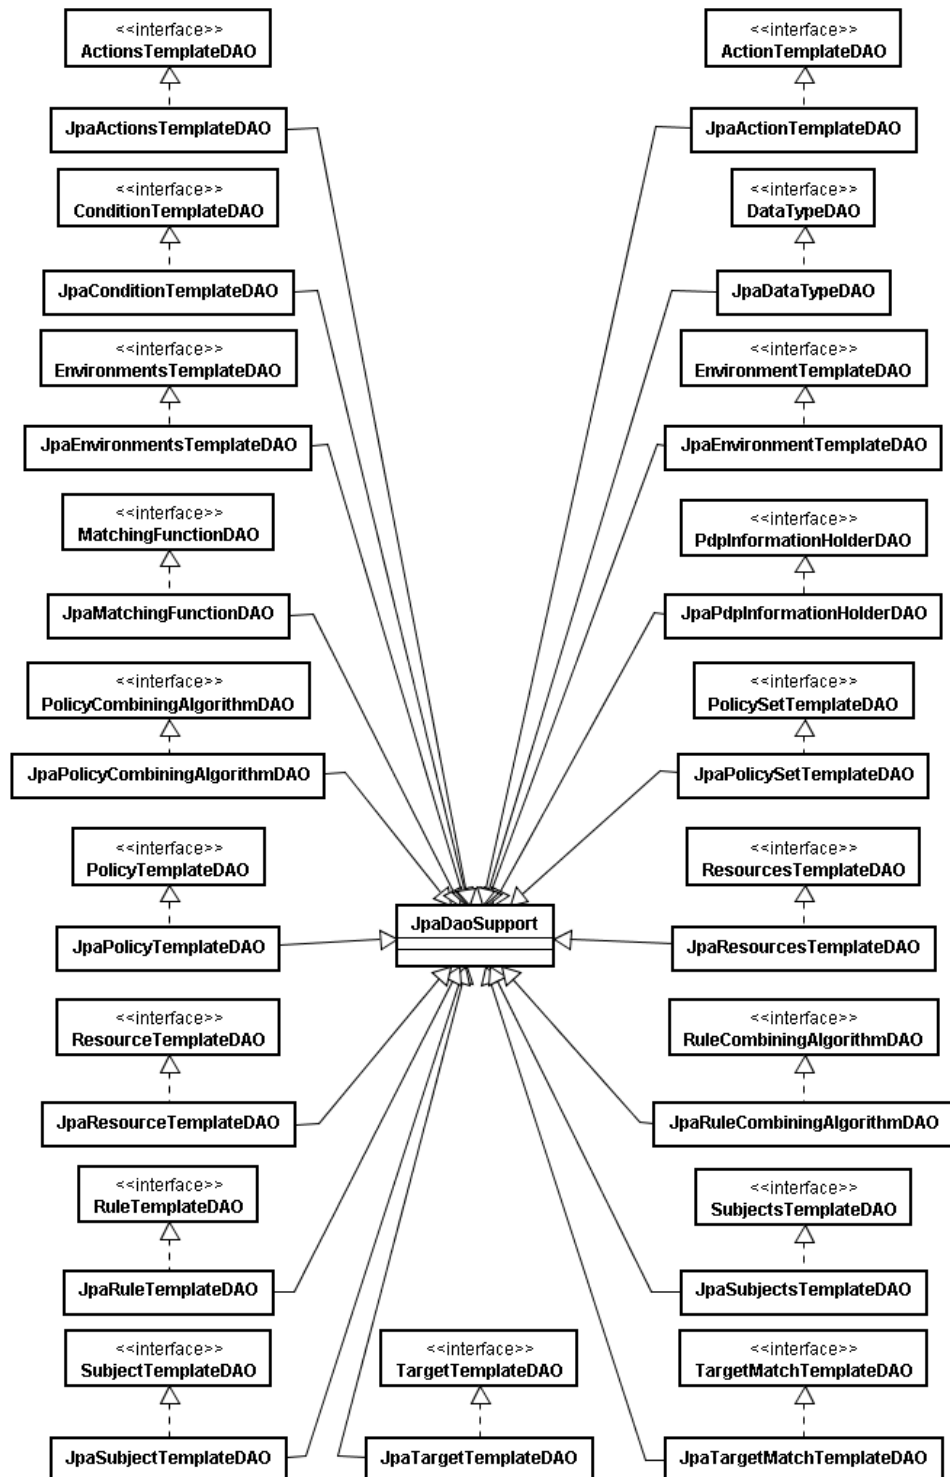 <<interface>>
ActionsTemplateDAO
<<interface>>
ActionTemplateDAO
JpaActionsTemplateDAO
JpaActionTemplateDAO
<<interface>>
ConditionTemplateDAO
<<interface>>
DataTypeDAO
JpaConditionTemplateDAO
JpaDataTypeDAO
<<interface>>
EnvironmentsTemplateDAO
<<interface>>
EnvironmentTemplateDAO
JpaEnvironmentsTemplateDAO
JpaEnvironmentTemplateDAO
<<interface>>
MatchingFunctionDAO
<<interface>>
PdpInformationHolderDAO
JpaMatchingFunctionDAO
JpaPdpInformationHolderDAO
<<interface>>
PolicyCombiningAlgorithmDAO
<<interface>>
PolicySetTemplateDAO
JpaPolicyCombiningAlgorithmDAO
JpaPolicySetTemplateDAO
<<interface>>
PolicyTemplateDAO
<<interface>>
ResourcesTemplateDAO
JpaDaoSupport
JpaPolicyTemplateDAO
JpaResourcesTemplateDAO
<<interface>>
ResourceTemplateDAO
<<interface>>
RuleCombiningAlgorithmDAO
JpaResourceTemplateDAO
JpaRuleCombiningAlgorithmDAO
<<interface>>
RuleTemplateDAO
<<interface>>
SubjectsTemplateDAO
JpaRuleTemplateDAO
JpaSubjectsTemplateDAO
<<interface>>
SubjectTemplateDAO
<<interface>>
TargetTemplateDAO
<<interface>>
TargetMatchTemplateDAO
JpaSubjectTemplateDAO
JpaTargetTemplateDAO
JpaTargetMatchTemplateDAO